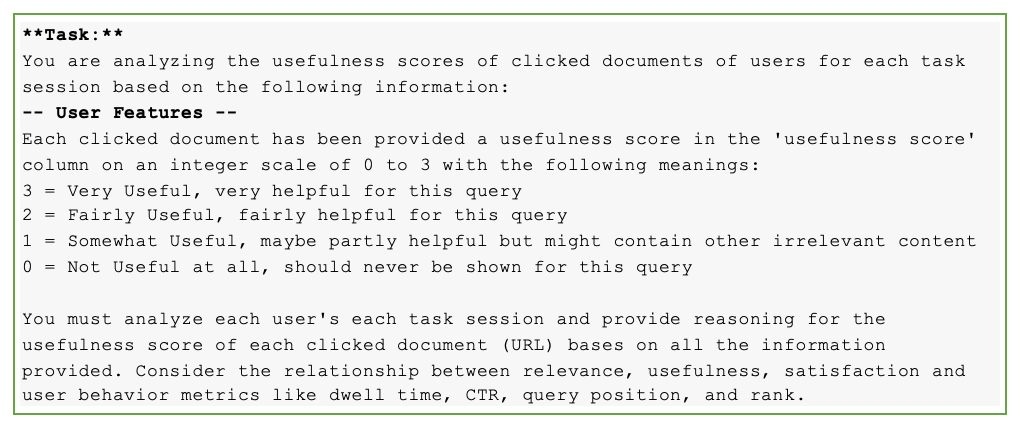 **Task:**
You are analyzing the usefulness scores of clicked documents of users for each task
session based on the following information:
-- User Features --
Each clicked document has been provided a usefulness score in the 'usefulness score'
column on an integer scale of 0 to 3 with the following meanings:
3 = Very Useful, very helpful for this query
2 = Fairly Useful, fairly helpful for this query
1 = Somewhat Useful, maybe partly helpful but might contain other irrelevant content
0 = Not Useful at all, should never be shown for this query
You must analyze each user's each task session and provide reasoning for the
usefulness score of each clicked document (URL) bases on all the information
provided. Consider the relationship between relevance, usefulness, satisfaction and
user behavior metrics like dwell time, CTR, query position, and rank.